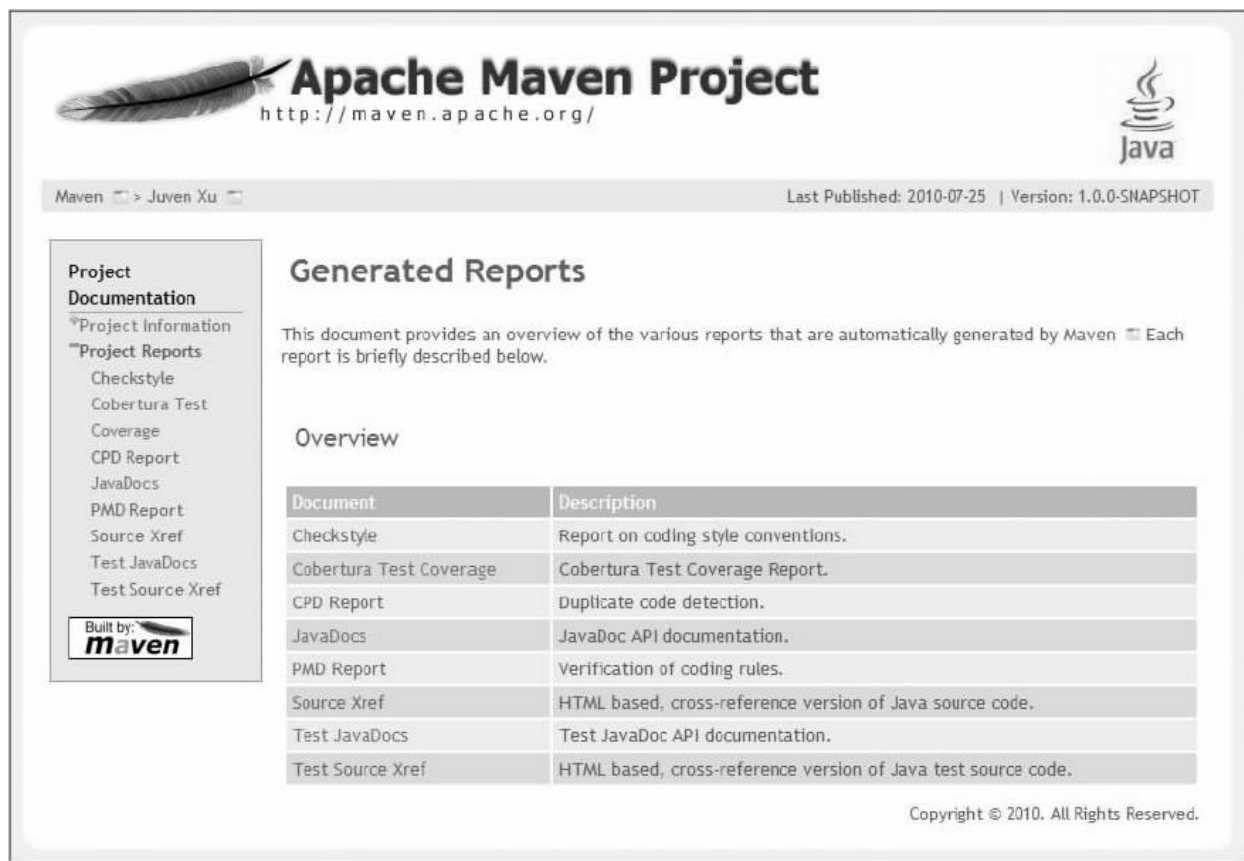 Apache Maven Project
http://maven.apache.org/
Java
Maven > Juven Xu
Last Published: 2010-07-25 | Version: 1.0.0-SNAPSHOT
Project
Documentation
Project Information
Project Reports
Checkstyle
Cobertura Test
Coverage
CPD Report
JavaDocs
PMD Report
Source Xref
Test JavaDocs
Test Source Xref
Built by:
maven
Generated Reports
This document provides an overview of the various reports that are automatically generated by Maven Each
report is briefly described below.
Overview
Document Description
Checkstyle Report on coding style conventions.
Cobertura Test Coverage Cobertura Test Coverage Report.
CPD Report Duplicate code detection.
JavaDocs JavaDoc API documentation.
PMD Report Verification of coding rules.
Source Xref HTML based, cross-reference version of Java source code.
Test JavaDocs Test JavaDoc API documentation.
Test Source Xref HTML based, cross-reference version of Java test source code.
Copyright © 2010. All Rights Reserved.